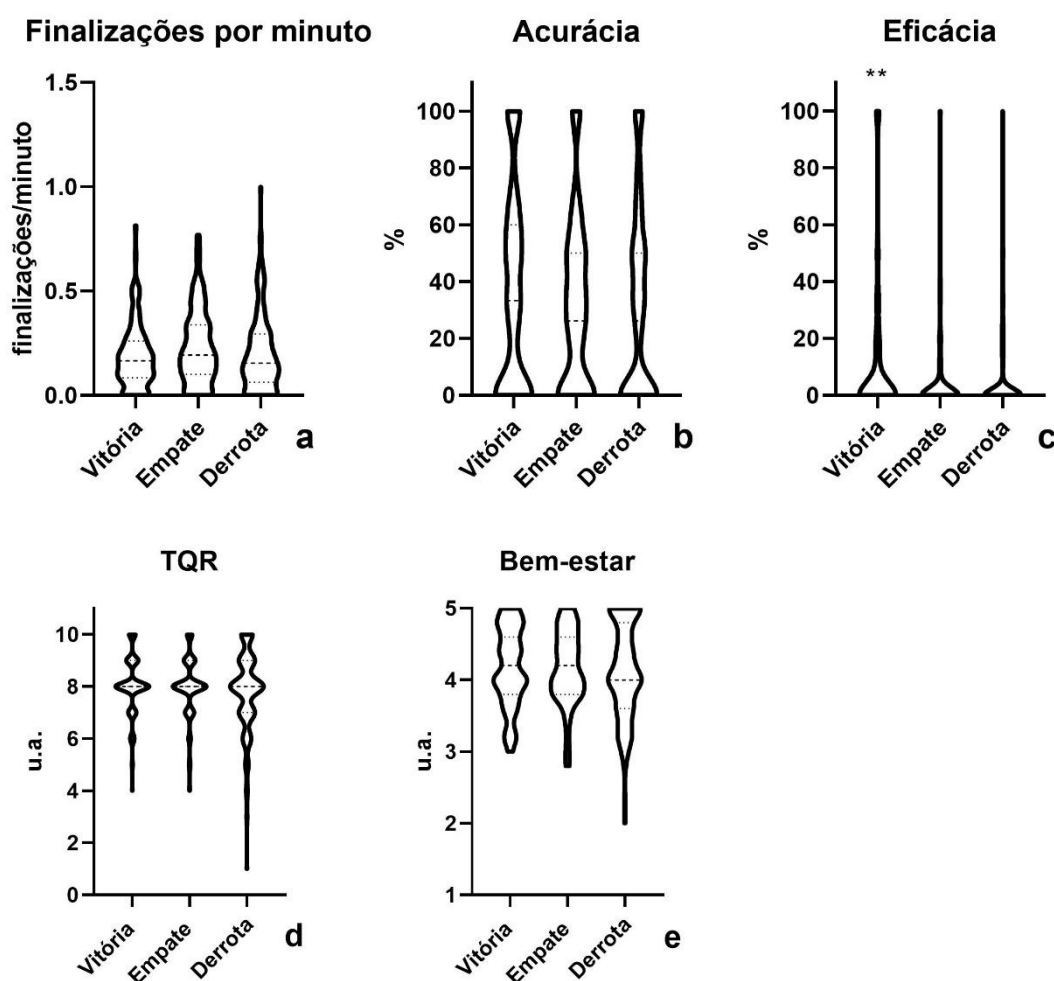 Finalizações por minuto
finalizações/minuto
1.5
1.0
0.5
0.0
Vitória
Empate
Derrota
a
Acurácia
%
100
80
60
40
20
0
Vitória
Empate
Derrota
b
Eficácia
**
%
100
80
60
40
20
0
Vitória
Empate
Derrota
c
TQR
u.a.
10
8
6
4
2
0
Vitória
Empate
Derrota
d
Bem-estar
u.a.
5
4
3
2
1
Vitória
Empate
Derrota
e